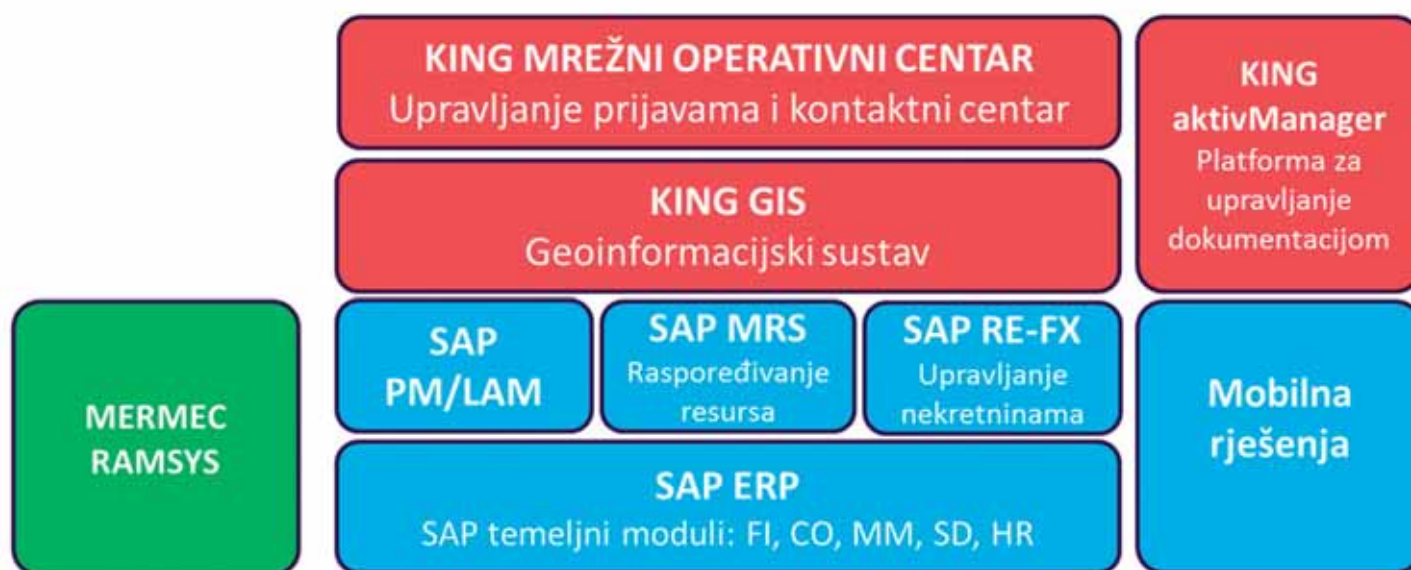 KING MREŽNI OPERATIVNI CENTAR
Upravljanje prijavama i kontaktni centar
KING
aktivManager
Platforma za
upravljanje
dokumentacijom
KING GIS
Geoinformacijski sustav
MERMEC
RAMSYS
SAP
PM/LAM
SAP MRS
Raspoređivanje
resursa
SAP RE-FX
Upravljanje
nekretninama
Mobilna
rješenja
SAP ERP
SAP temeljni moduli: FI, CO, MM, SD, HR